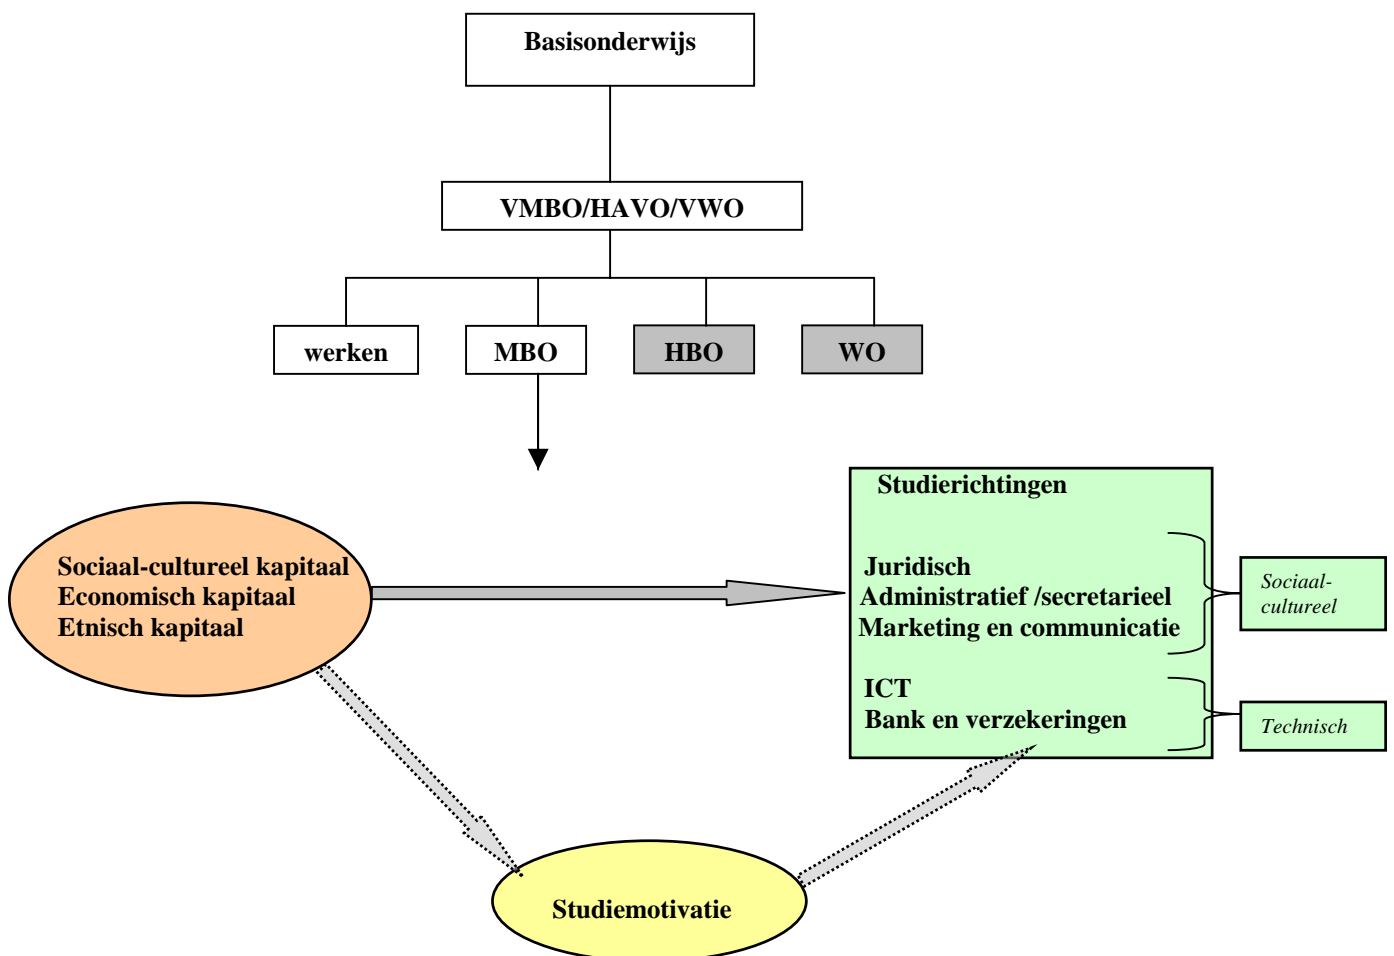 Basisonderwijs
VMBO/HAVO/VWO
werken
MBO
HBO
WO
Sociaal-cultureel kapitaal
Economisch kapitaal
Etnisch kapitaal
Studierichtingen
Juridisch
Administratief /secretarieel
Marketing en communicatie
ICT
Bank en verzekeringen
Sociaal-
cultureel
Technisch
Studiemotivatie